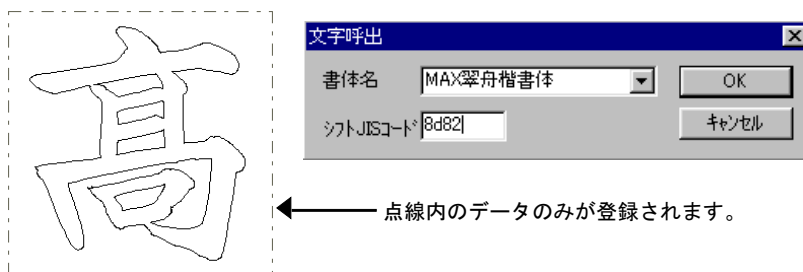 髙
文字呼出
書体名 MAX翠舟楷書体 OK
シフトJISコード 8d82 キャンセル
点線内のデータのみが登録されます。